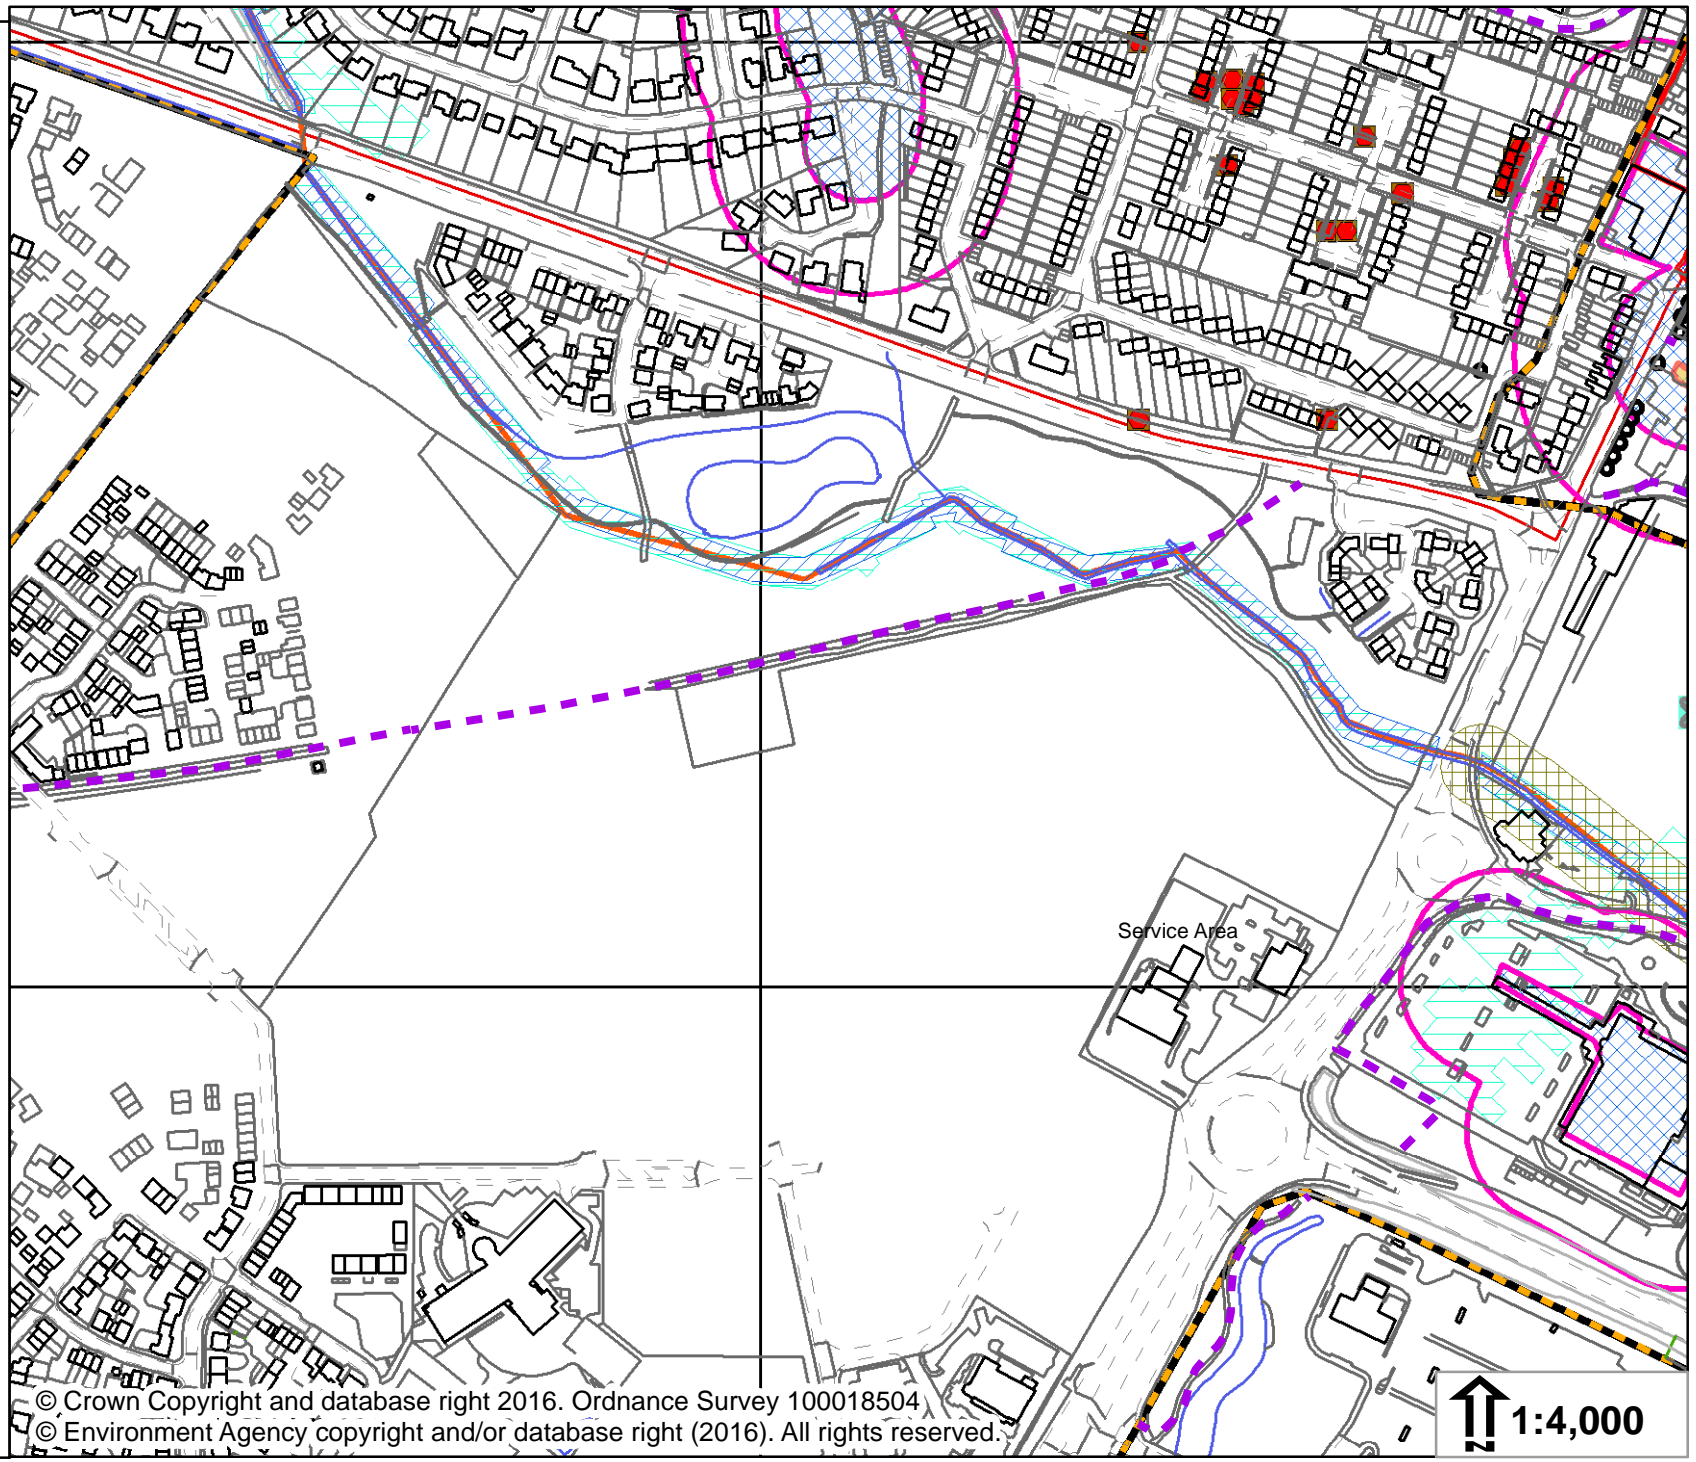 Service Area
© Crown Copyright and database right 2016. Ordnance Survey 100018504
© Environment Agency copyright and/or database right (2016). All rights reserved.
N 1:4,000